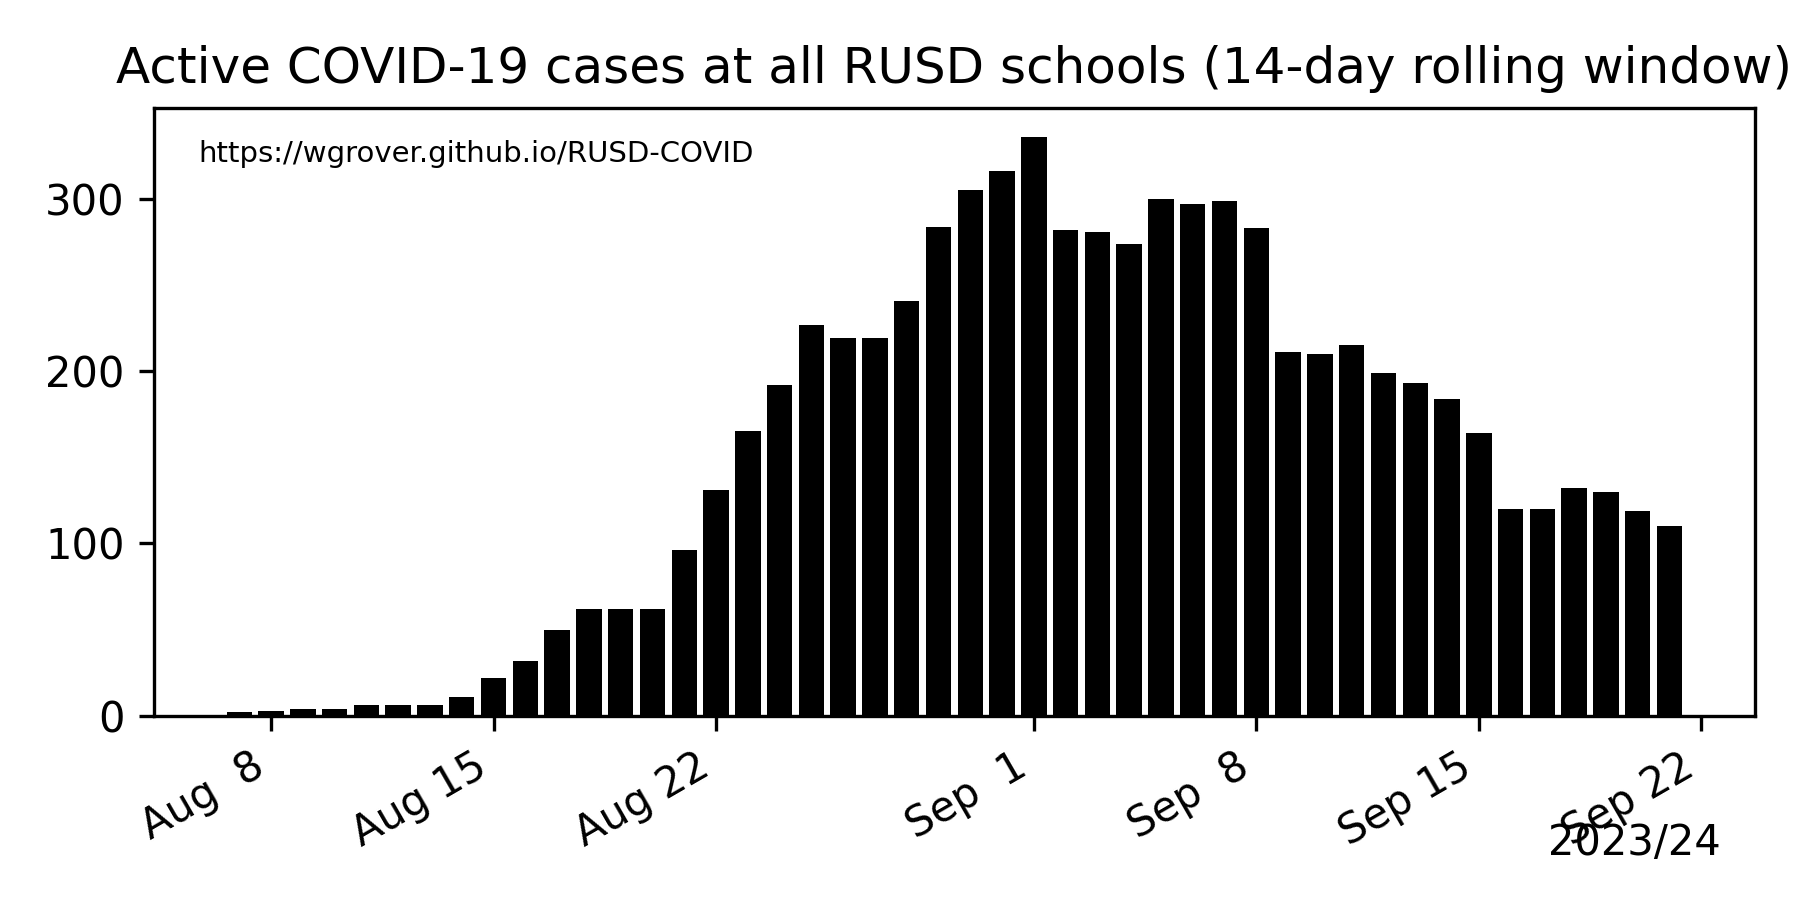 Active COVID-19 cases at all RUSD schools (14-day rolling window)
https://wgrover.github.io/RUSD-COVID
300
200
100
0
Aug  8
Aug 15
Aug 22
Sep  1
Sep  8
Sep 15
Sep 22
2023/24